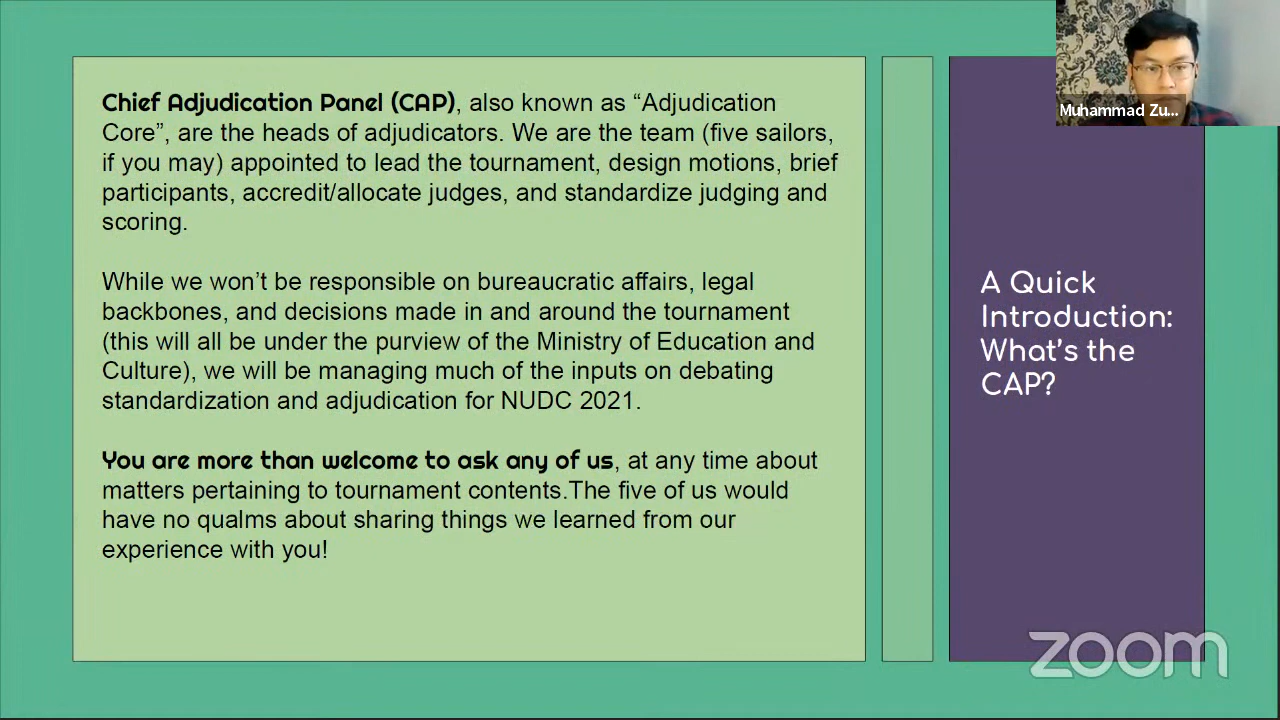 Chief Adjudication Panel (CAP), also known as “Adjudication
Core”, are the heads of adjudicators. We are the team (five sailors,
if you may) appointed to lead the tournament, design motions, brief
participants, accredit/allocate judges, and standardize judging and
scoring.
While we won’t be responsible on bureaucratic affairs, legal
backbones, and decisions made in and around the tournament
(this will all be under the purview of the Ministry of Education and
Culture), we will be managing much of the inputs on debating
standardization and adjudication for NUDC 2021.
You are more than welcome to ask any of us, at any time about
matters pertaining to tournament contents.The five of us would
have no qualms about sharing things we learned from our
experience with you!
Muhammad Zu...
A Quick
Introduction:
What’s the
CAP?
zoom